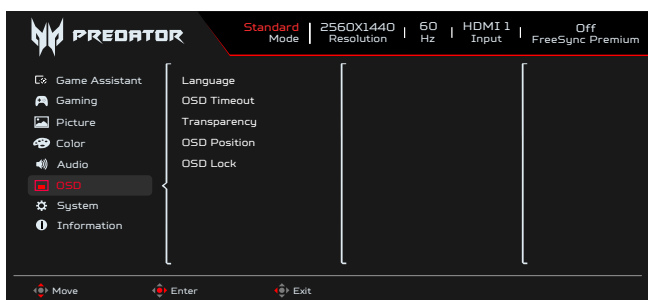 PREDATOR
Standard Mode
2560X1440 Resolution
60 Hz
HDMI 1 Input
Off FreeSync Premium
Game Assistant
Gaming
Picture
Color
Audio
OSD
System
Information
Language
OSD Timeout
Transparency
OSD Position
OSD Lock
Move
Enter
Exit